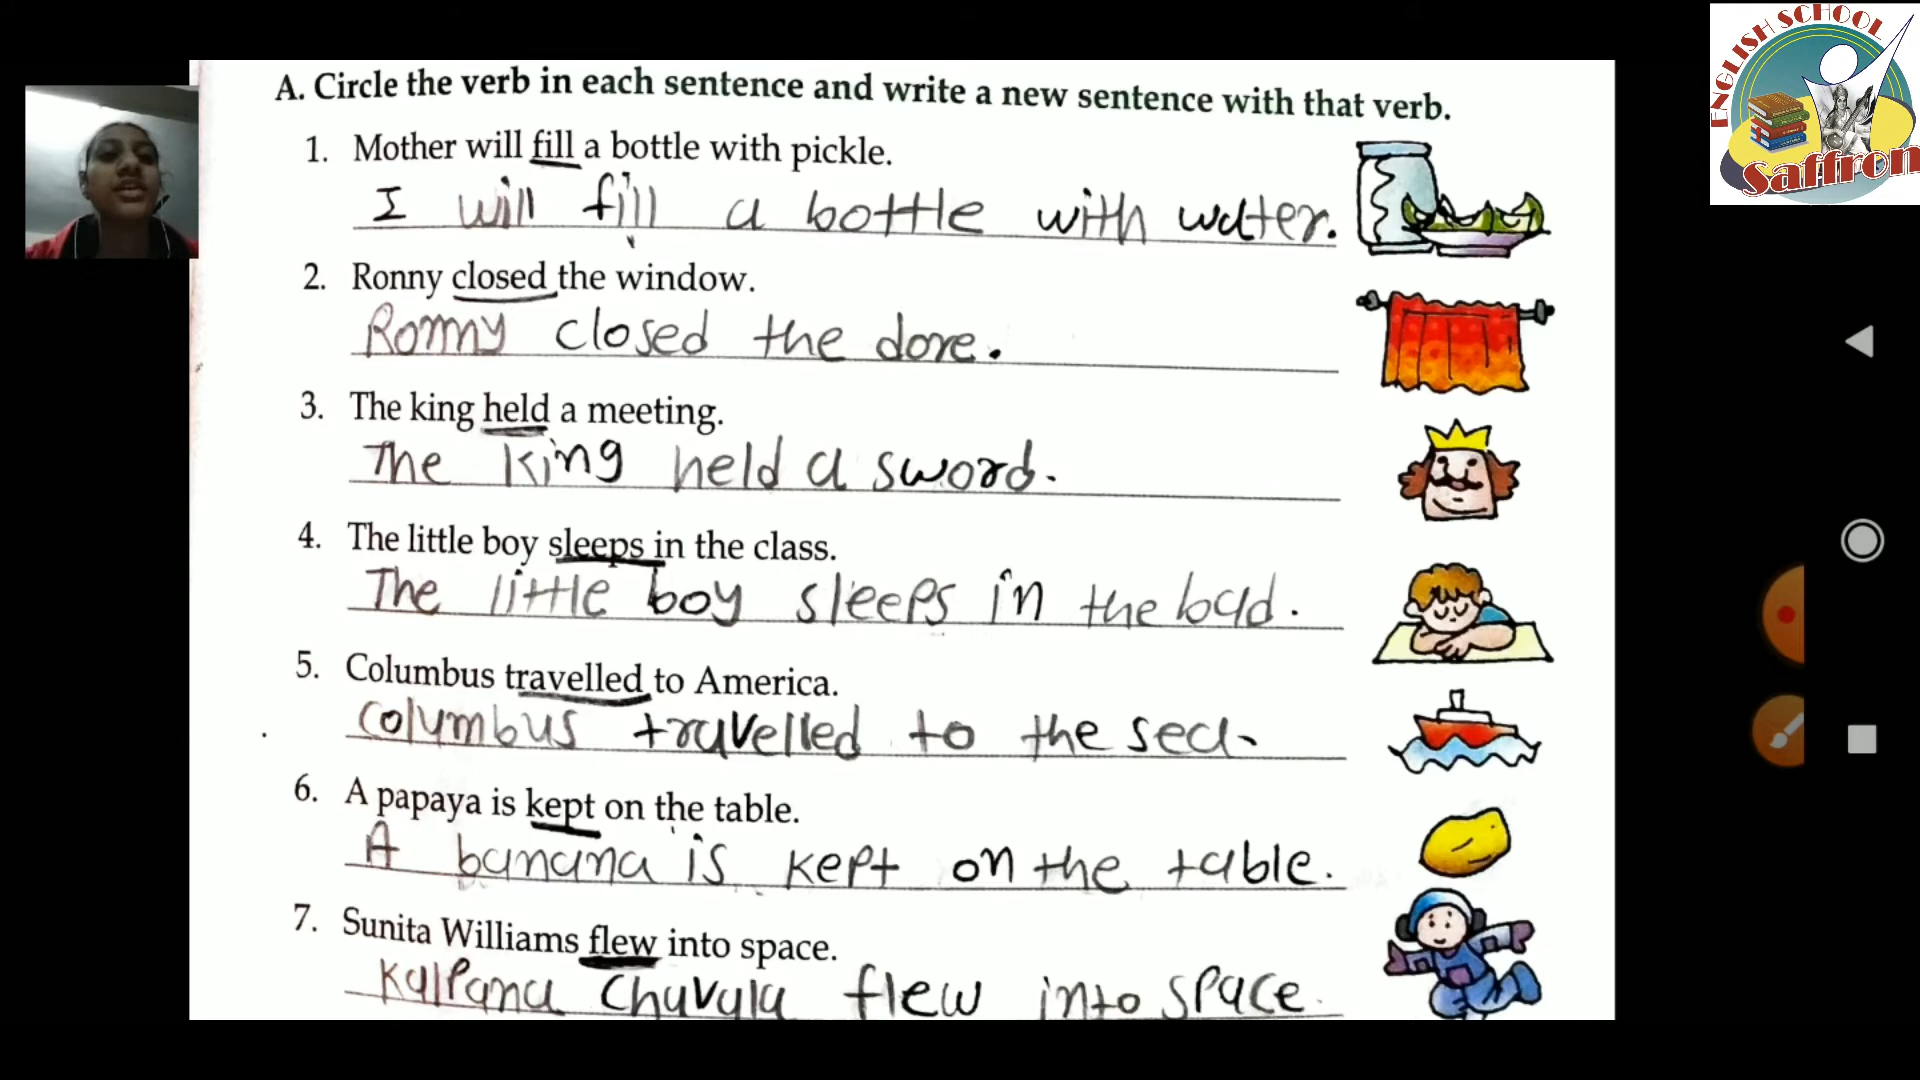 ENGLISH SCHOOL
Saffron
A. Circle the verb in each sentence and write a new sentence with that verb.
1. Mother will fill a bottle with pickle.
I will fill a bottle with water.
2. Ronny closed the window.
Ronny closed the dore.
3. The king held a meeting.
The king held a sword.
4. The little boy sleeps in the class.
The little boy sleeps in the bad.
5. Columbus travelled to America.
columbus travelled to the sea.
6. A papaya is kept on the table.
A banana is kept on the table.
7. Sunita Williams flew into space.
Kalpana Chavala flew into space.